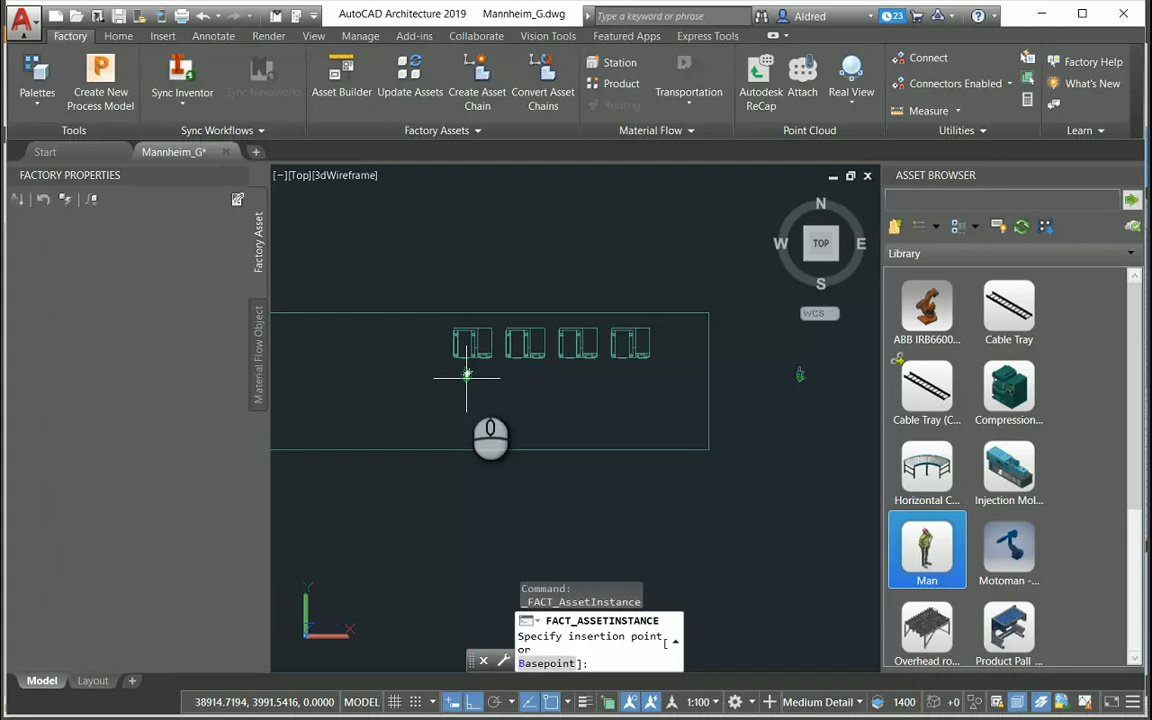 AutoCAD Architecture 2019 Mannheim_G.dwg
Type a keyword or phrase
Aldred
23
Factory Home Insert Annotate Render View Manage Add-ins Collaborate Vision Tools Featured Apps Express Tools
Palettes
Create New
Process Model
Sync Inventor
Sync Navisworks
Asset Builder
Update Assets
Create Asset
Chain
Convert Asset
Chains
Station
Product
Routing
Transportation
Autodesk
ReCap
Attach
Real View
Connect
Connectors Enabled
Measure
Factory Help
What's New
Tools Sync Workflows Factory Assets Material Flow Point Cloud Utilities Learn
Start Mannheim_G*
FACTORY PROPERTIES
Factory Asset
Material Flow Object
[−][Top][3dWireframe]
N
W TOP E
S
WCS
0
Y
X
Command:
_FACT_AssetInstance
FACT_ASSETINSTANCE
Specify insertion point
or [
Basepoint]:
ASSET BROWSER
Library
ABB IRB6600...
Cable Tray
Cable Tray (C...
Compression...
Horizontal C...
Injection Mol...
Man
Motoman -...
Overhead ro...
Product Pall...
Model Layout
38914.7194, 3991.5416, 0.0000 MODEL 1:100 Medium Detail 1400